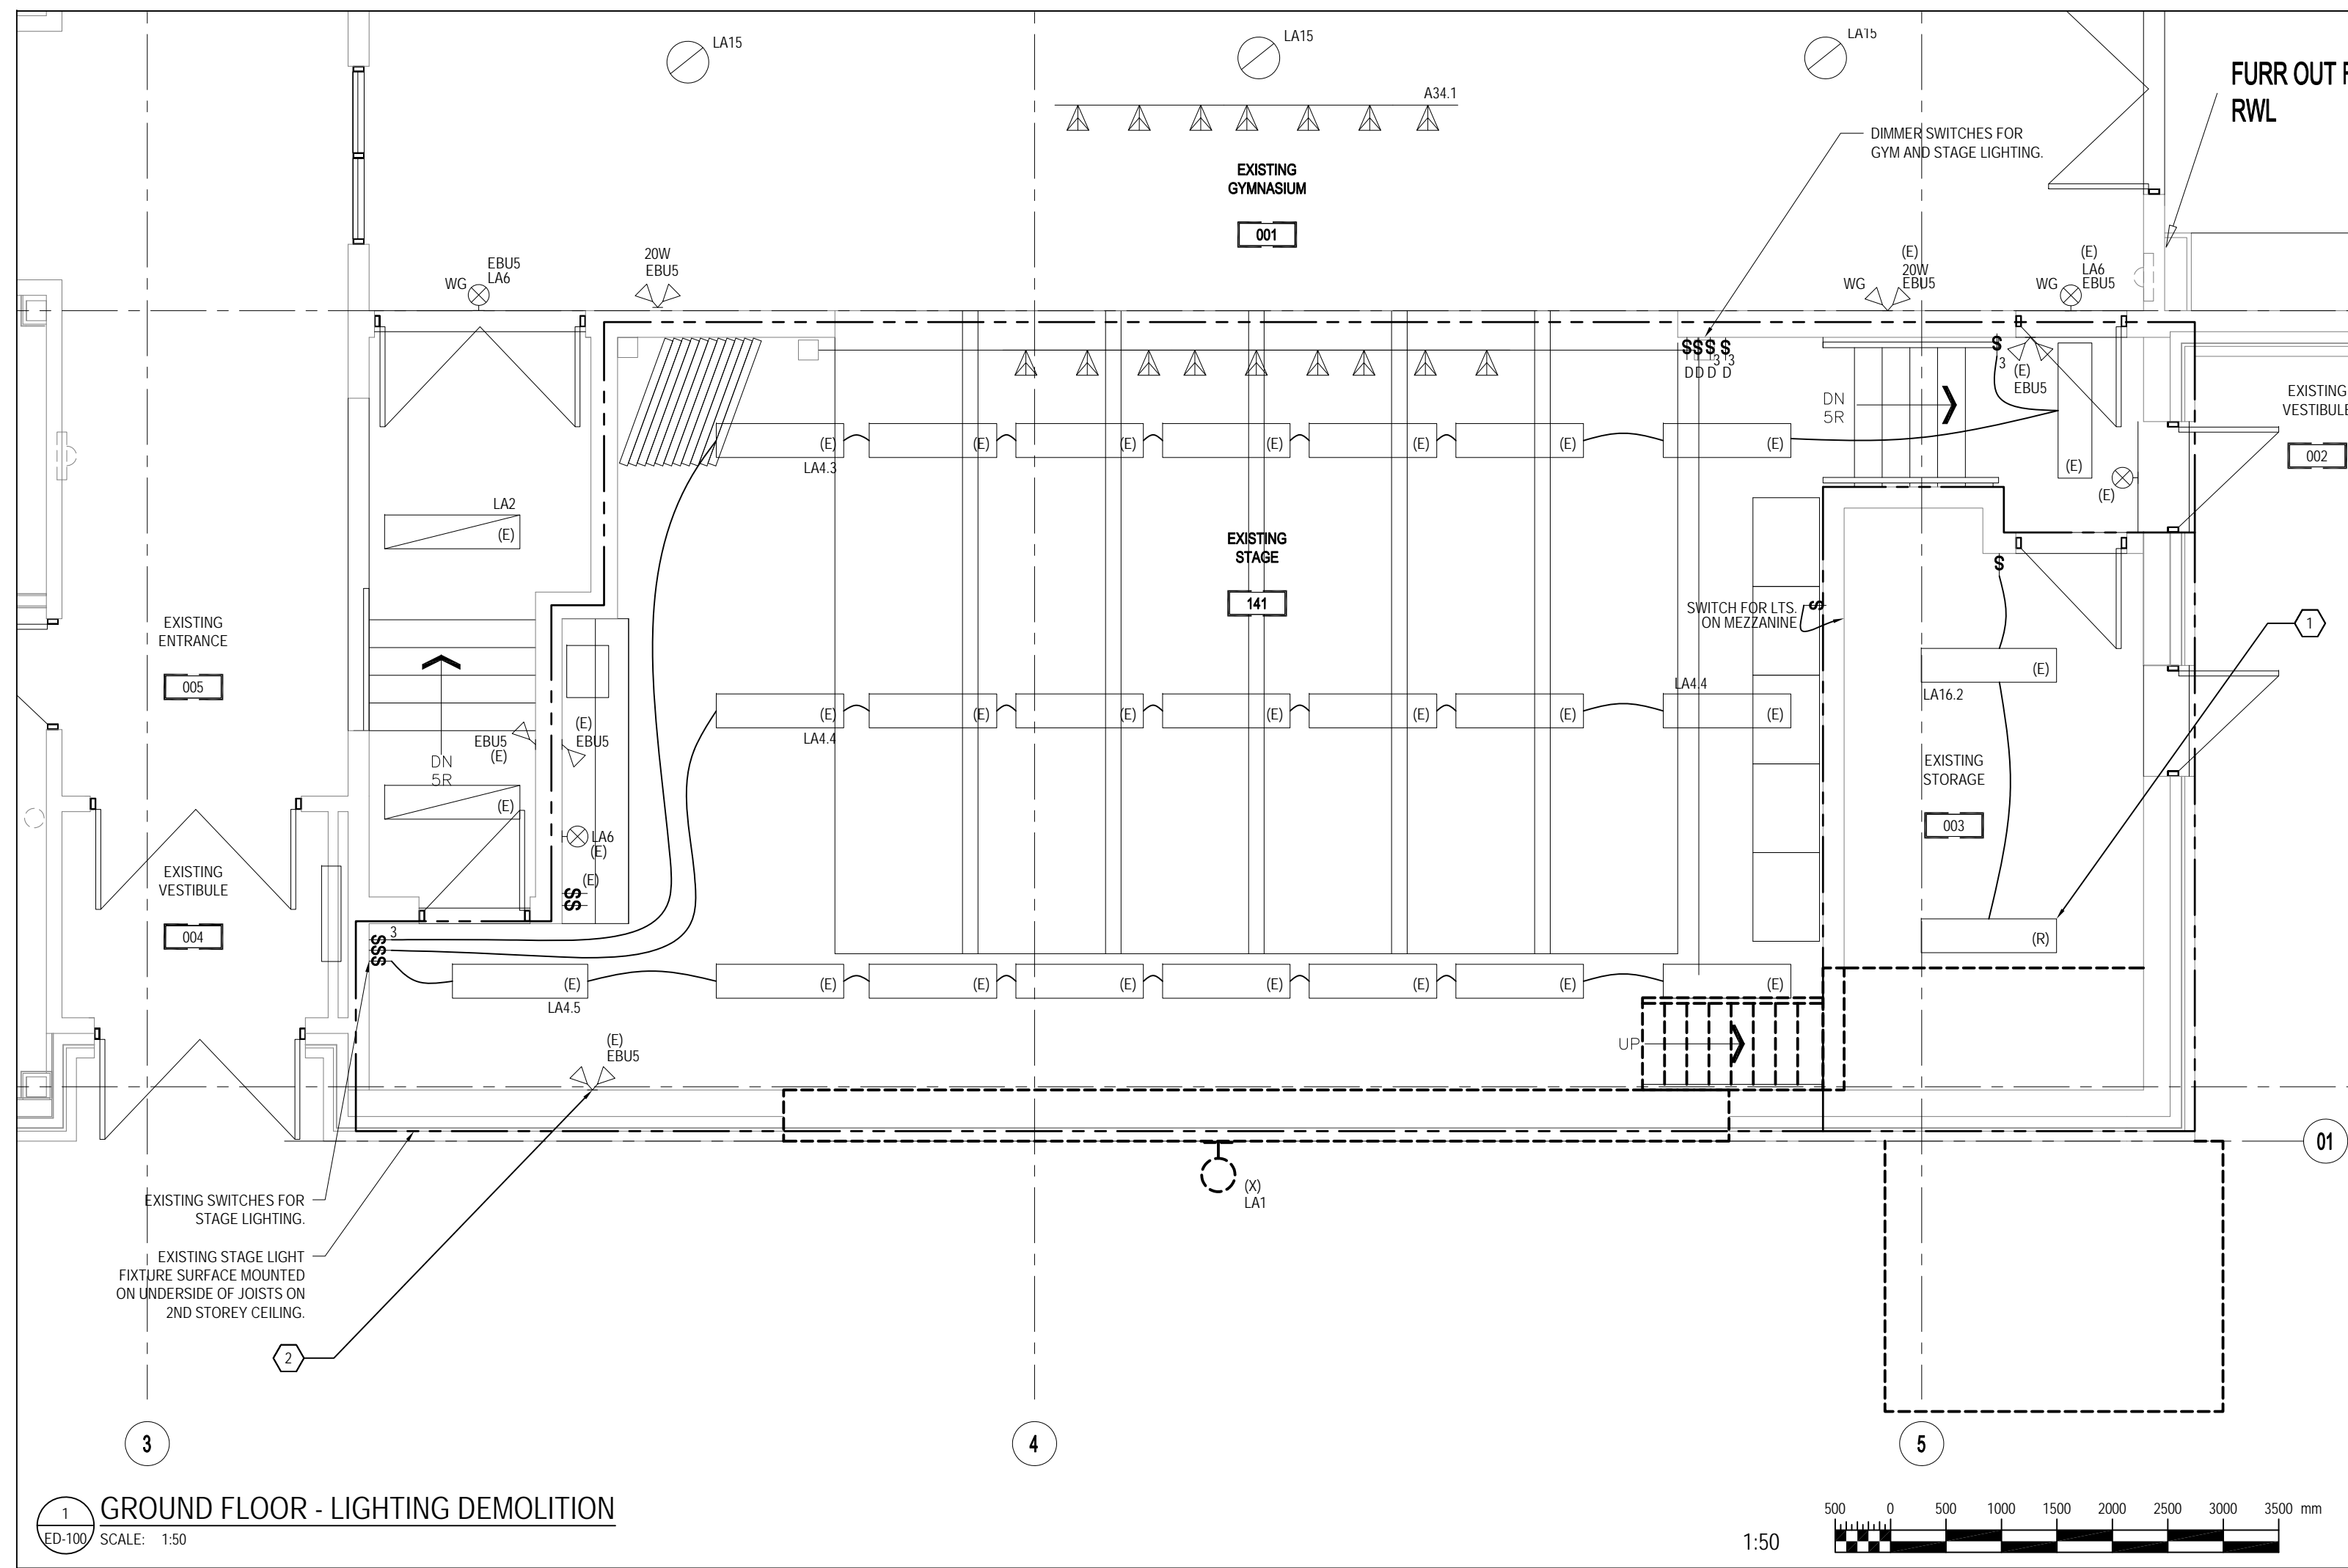 LA15
LA15
LA15
FURR OUT
RWL
A34.1
DIMMER SWITCHES FOR
GYM AND STAGE LIGHTING.
EXISTING
GYMNASIUM
001
EBU5
WG LA6
20W
EBU5
(E)
20W
WG EBU5
(E)
LA6
WG EBU5
$$$$
3 3
DDDD
$
3
(E)
EBU5
DN
5R
EXISTING
VESTIBULE
002
(E) (E) (E) (E) (E) (E) (E)
LA4.3
(E)
(E)
LA2
(E)
EXISTING
STAGE
141
$
SWITCH FOR LTS.
ON MEZZANINE
$
1
EXISTING
ENTRANCE
005
(E)
LA16.2
LA4.4
(E) (E) (E) (E) (E) (E) (E)
LA4.4
EBU5
(E)
(E)
EBU5
DN
5R
(E)
EXISTING
STORAGE
003
LA6
(E)
EXISTING
VESTIBULE
004
(E)
$$
$$$
3
(R)
(E) (E) (E) (E) (E) (E) (E) (E)
LA4.5
(E)
EBU5
UP
01
(X)
LA1
EXISTING SWITCHES FOR
STAGE LIGHTING.
EXISTING STAGE LIGHT
FIXTURE SURFACE MOUNTED
ON UNDERSIDE OF JOISTS ON
2ND STOREY CEILING.
2
3
4
5
1
ED-100
GROUND FLOOR - LIGHTING DEMOLITION
SCALE: 1:50
1:50
500 0 500 1000 1500 2000 2500 3000 3500 mm